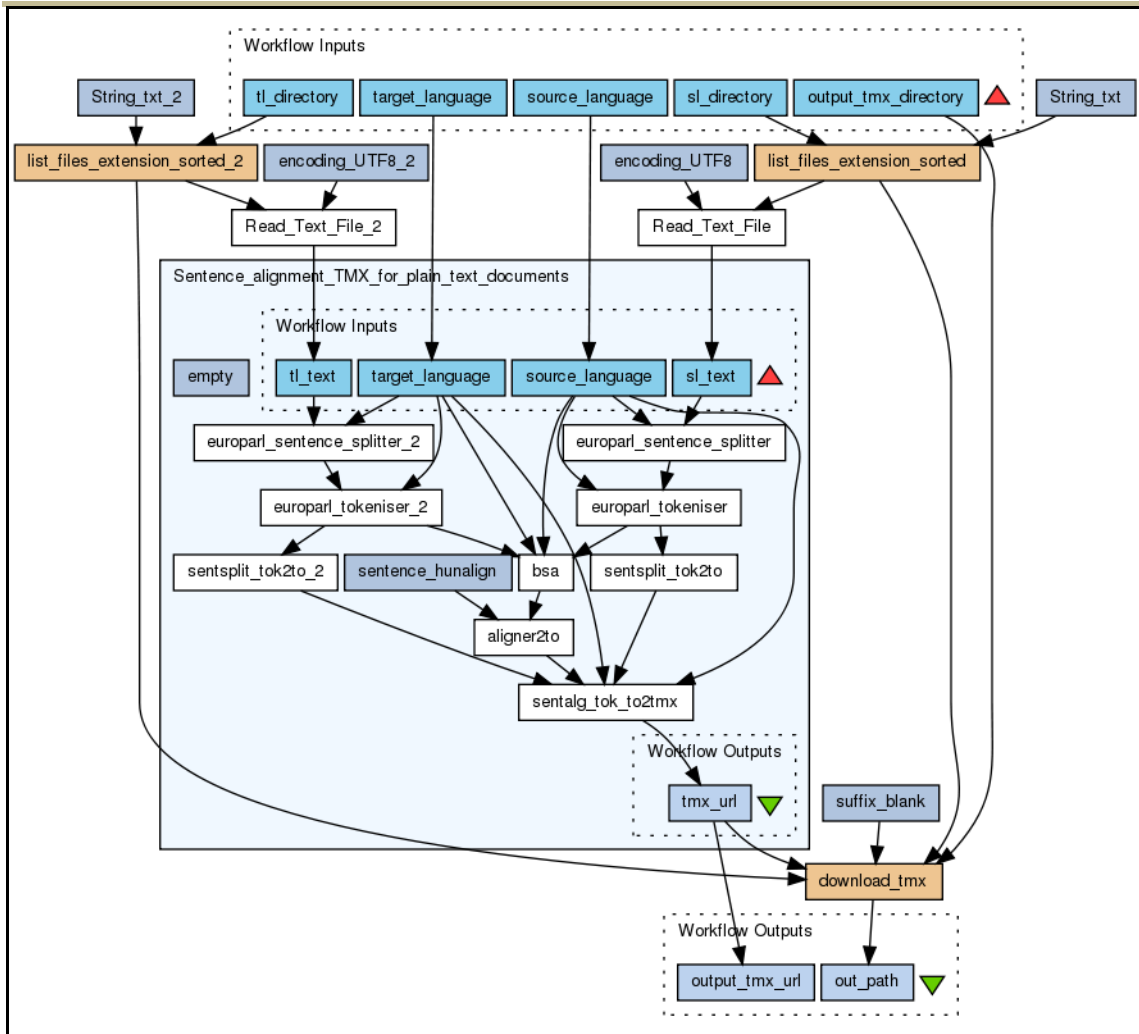 Workflow Inputs
String_txt_2
tl_directory
target_language
source_language
sl_directory
output_tmx_directory
String_txt
list_files_extension_sorted_2
encoding_UTF8_2
encoding_UTF8
list_files_extension_sorted
Read_Text_File_2
Read_Text_File
Sentence_alignment_TMX_for_plain_text_documents
Workflow Inputs
empty
tl_text
target_language
source_language
sl_text
europarl_sentence_splitter_2
europarl_sentence_splitter
europarl_tokeniser_2
europarl_tokeniser
sentsplit_tok2to_2
sentence_hunalign
bsa
sentsplit_tok2to
aligner2to
sentalg_tok_to2tmx
Workflow Outputs
tmx_url
suffix_blank
download_tmx
Workflow Outputs
output_tmx_url
out_path